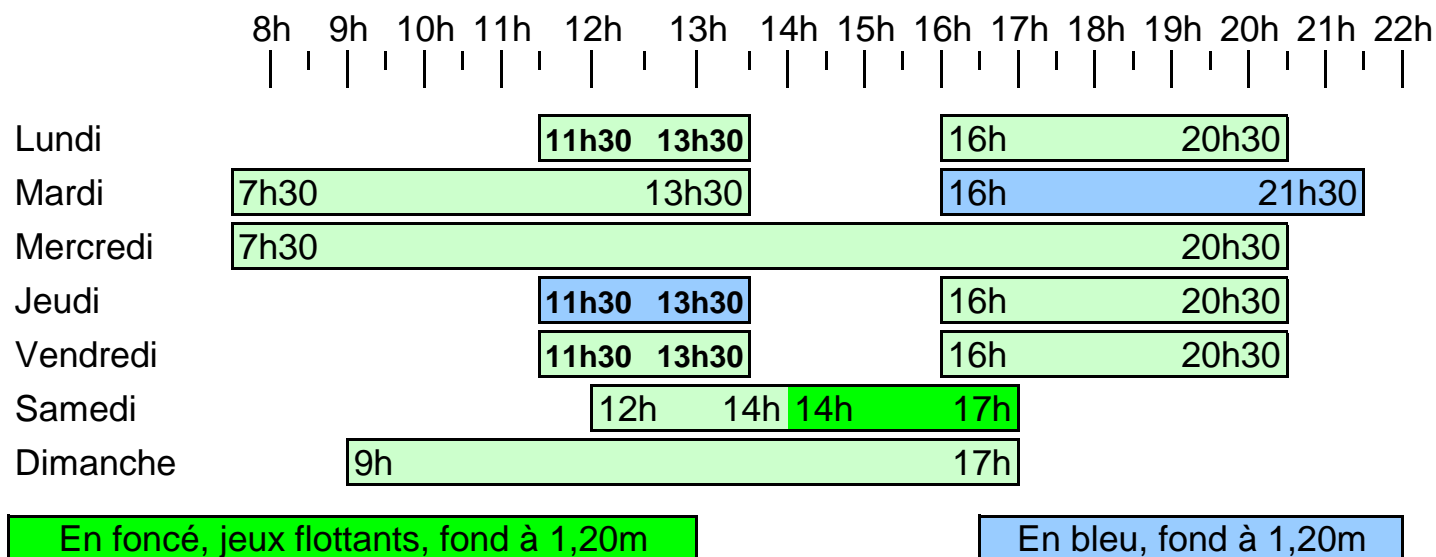 8h 9h 10h 11h 12h 13h 14h 15h 16h 17h 18h 19h 20h 21h 22h
Lundi 11h30 13h30 16h 20h30
Mardi 7h30 13h30 16h 21h30
Mercredi 7h30 20h30
Jeudi 11h30 13h30 16h 20h30
Vendredi 11h30 13h30 16h 20h30
Samedi 12h 14h 14h 17h
Dimanche 9h 17h
En foncé, jeux flottants, fond à 1,20m En bleu, fond à 1,20m